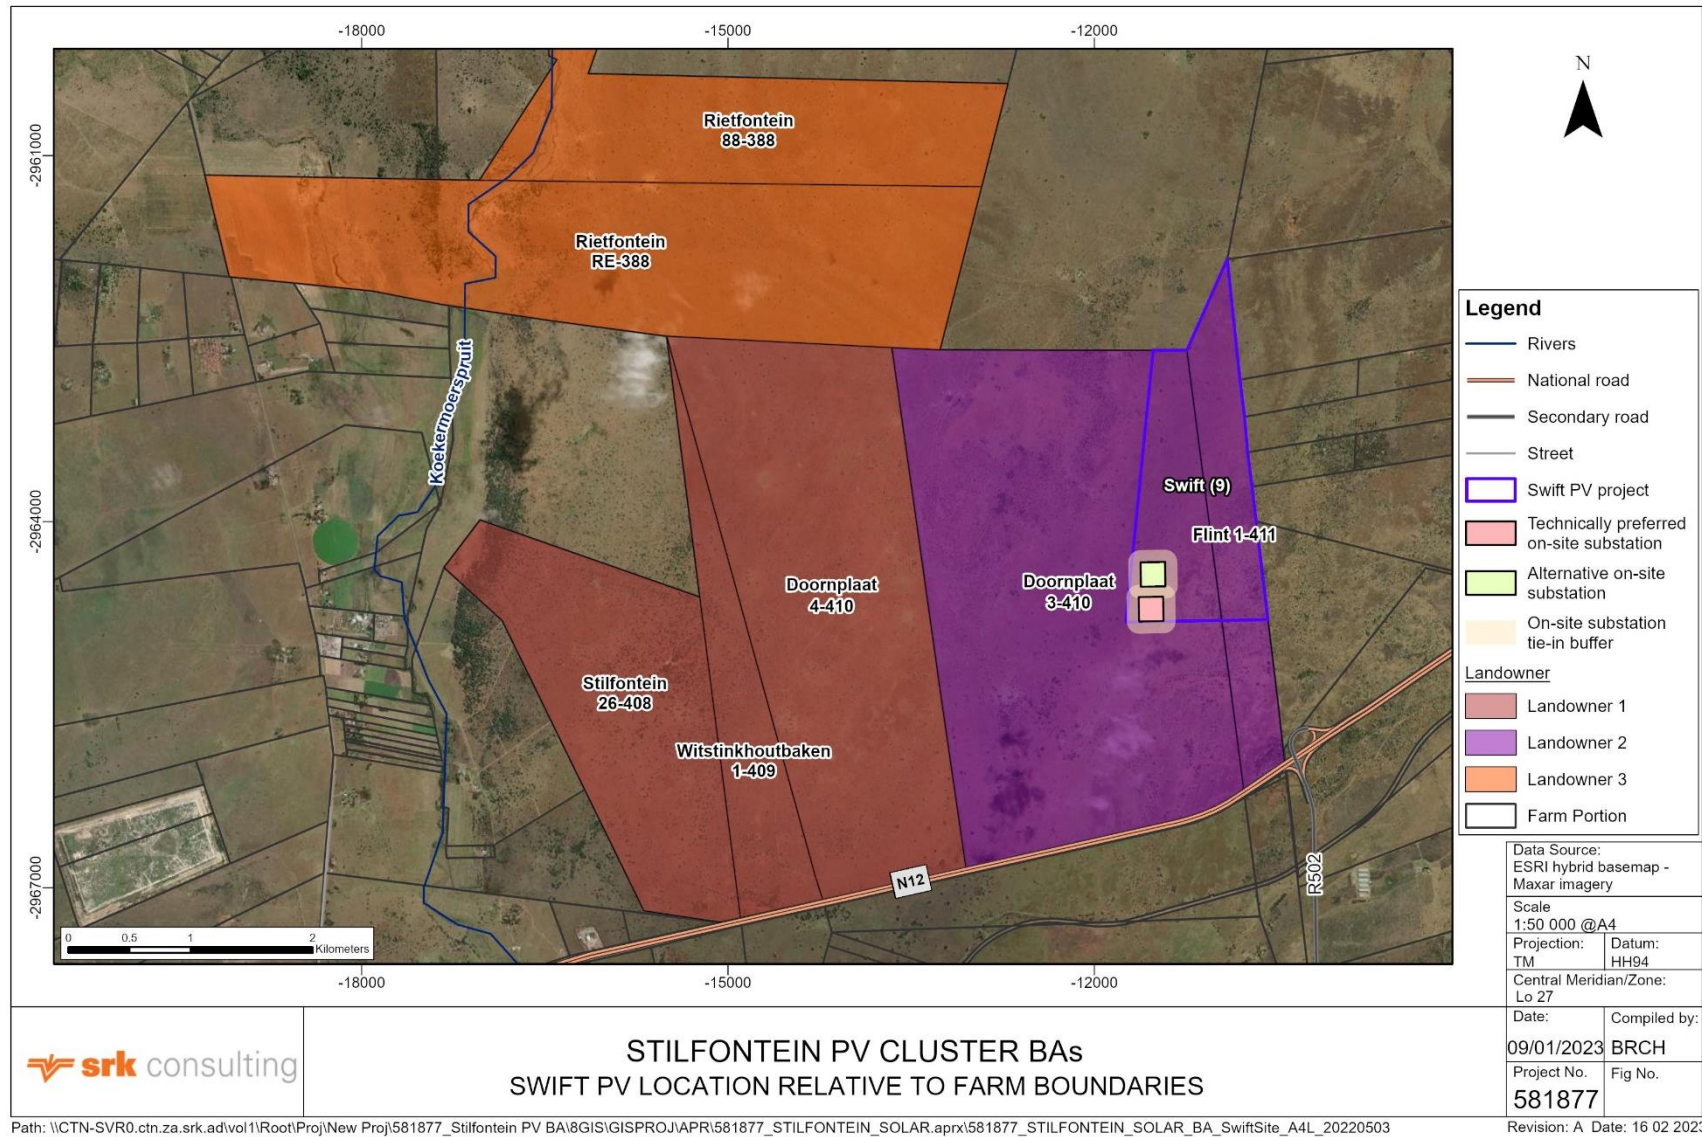 -18000
-15000
-12000
-2961000
-2964000
-2967000
Rietfontein
88-388
Rietfontein
RE-388
Koekermoerspruit
Swift (9)
Flint 1-411
Doornplaat
4-410
Doornplaat
3-410
Stilfontein
26-408
Witstinkhoutbaken
1-409
N12
R502
0 0.5 1 2
Kilometers
-18000
-15000
-12000
N
Legend
Rivers
National road
Secondary road
Street
Swift PV project
Technically preferred
on-site substation
Alternative on-site
substation
On-site substation
tie-in buffer
Landowner
Landowner 1
Landowner 2
Landowner 3
Farm Portion
Data Source:
ESRI hybrid basemap -
Maxar imagery
Scale
1:50 000 @A4
Projection:
TM
Datum:
HH94
Central Meridian/Zone:
Lo 27
Date:
09/01/2023
Compiled by:
BRCH
Project No.
581877
Fig No.
srk consulting
STILFONTEIN PV CLUSTER BAs
SWIFT PV LOCATION RELATIVE TO FARM BOUNDARIES
Path: \\CTN-SVR0.ctn.za.srk.ad\vol1\Root\Proj\New Proj\581877_Stilfontein PV BA\8GIS\GISPROJ\APR\581877_STILFONTEIN_SOLAR.aprx\581877_STILFONTEIN_SOLAR_BA_SwiftSite_A4L_20220503
Revision: A Date: 16 02 202